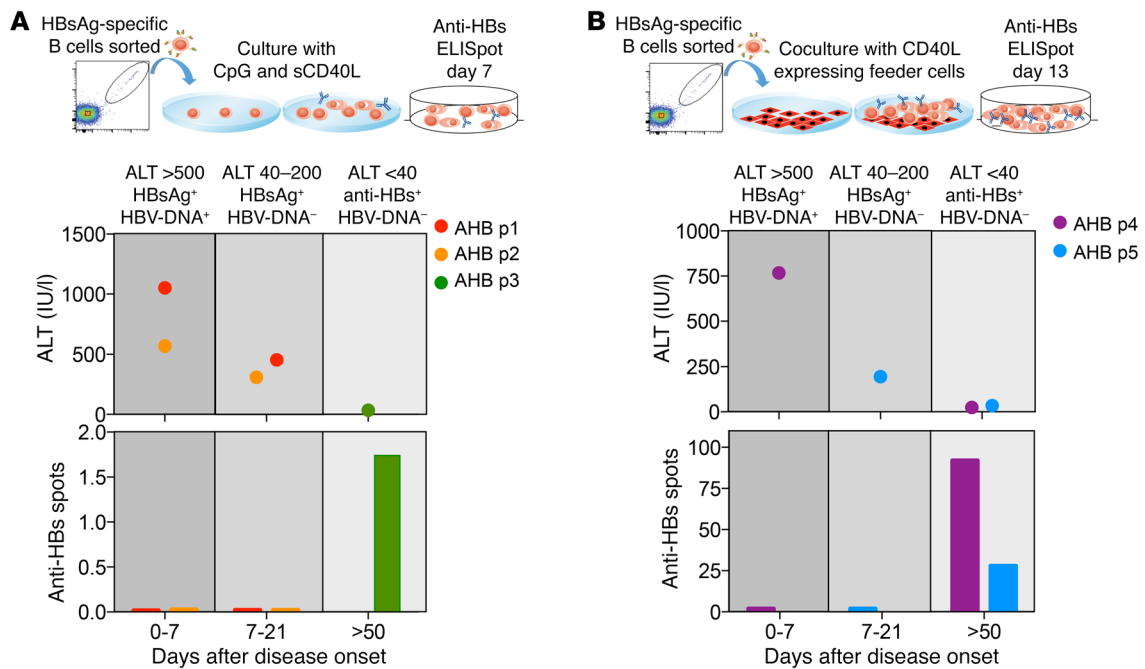 A
HBsAg-specific
B cells sorted
Culture with
CpG and sCD40L
Anti-HBs
ELISpot
day 7
ALT >500
HBsAg⁺
HBV-DNA⁺
ALT 40–200
HBsAg⁺
HBV-DNA⁻
ALT <40
anti-HBs⁺
HBV-DNA⁻
AHB p1
AHB p2
AHB p3
ALT (IU/l)
1500
1000
500
0
Anti-HBs spots
2.0
1.5
1.0
0.5
0.0
0-7
7-21
>50
Days after disease onset
B
HBsAg-specific
B cells sorted
Coculture with CD40L
expressing feeder cells
Anti-HBs
ELISpot
day 13
ALT >500
HBsAg⁺
HBV-DNA⁺
ALT 40–200
HBsAg⁺
HBV-DNA⁻
ALT <40
anti-HBs⁺
HBV-DNA⁻
AHB p4
AHB p5
ALT (IU/l)
1000
750
500
250
0
Anti-HBs spots
100
75
50
25
0
0-7
7-21
>50
Days after disease onset